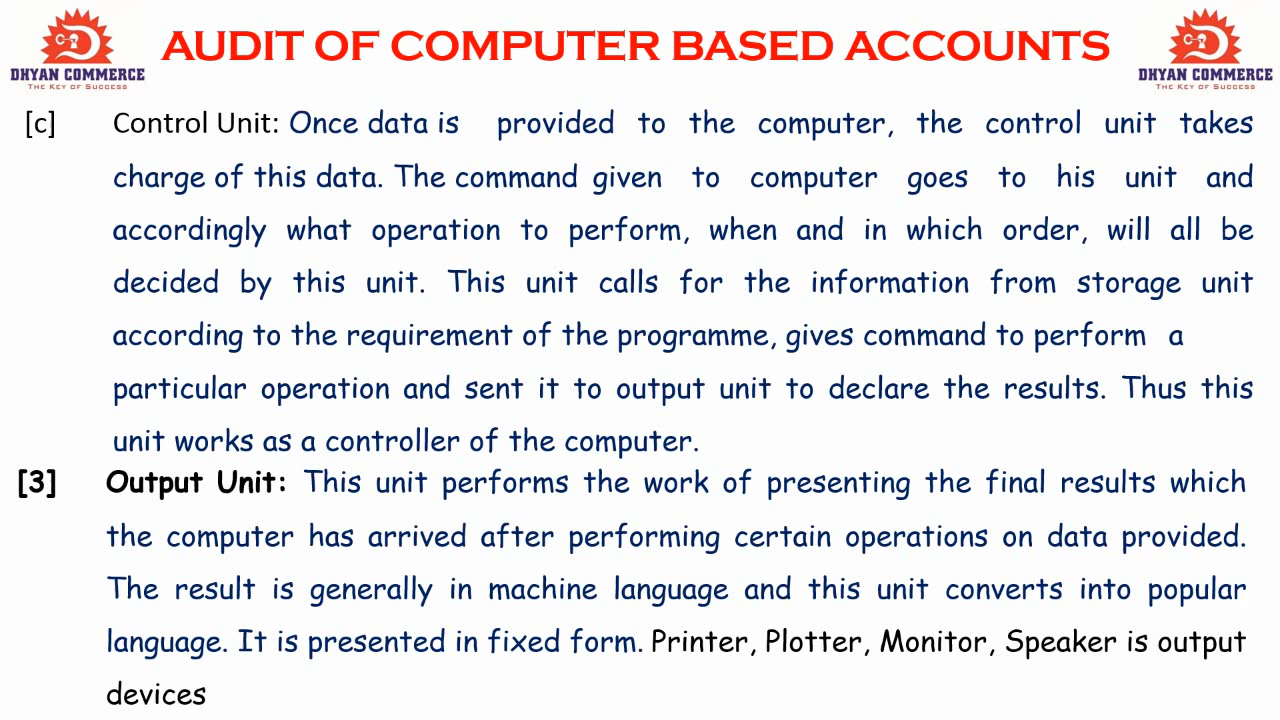 DHYAN COMMERCE
The Key of Success
AUDIT OF COMPUTER BASED ACCOUNTS
DHYAN COMMERCE
The Key of Success
[c] Control Unit: Once data is provided to the computer, the control unit takes
charge of this data. The command given to computer goes to his unit and
accordingly what operation to perform, when and in which order, will all be
decided by this unit. This unit calls for the information from storage unit
according to the requirement of the programme, gives command to perform a
particular operation and sent it to output unit to declare the results. Thus this
unit works as a controller of the computer.
[3] Output Unit: This unit performs the work of presenting the final results which
the computer has arrived after performing certain operations on data provided.
The result is generally in machine language and this unit converts into popular
language. It is presented in fixed form. Printer, Plotter, Monitor, Speaker is output
devices